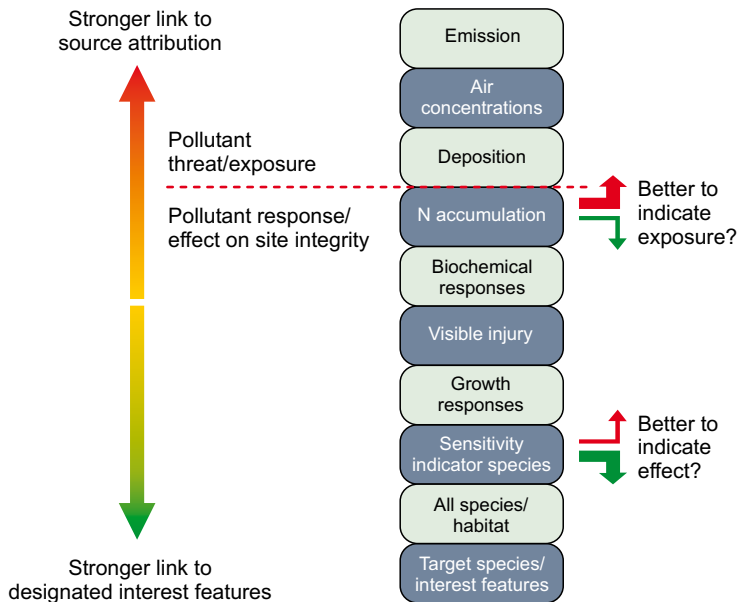 Stronger link to
source attribution
Pollutant
threat/exposure
Pollutant response/
effect on site integrity
Stronger link to
designated interest features
Emission
Air
concentrations
Deposition
N accumulation
Biochemical
responses
Visible injury
Growth
responses
Sensitivity
indicator species
All species/
habitat
Target species/
interest features
Better to
indicate
exposure?
Better to
indicate
effect?